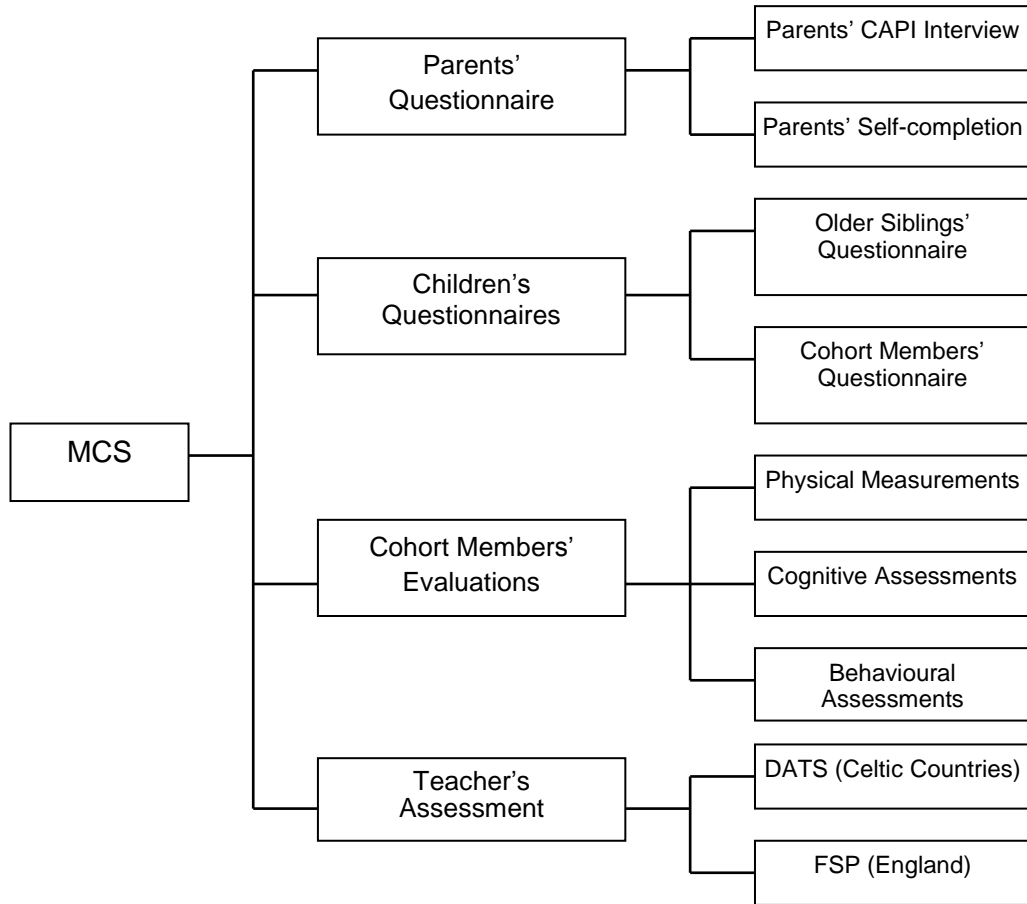 MCS
Parents’
Questionnaire
Parents’ CAPI Interview
Parents’ Self-completion
Children’s
Questionnaires
Older Siblings’
Questionnaire
Cohort Members’
Questionnaire
Cohort Members’
Evaluations
Physical Measurements
Cognitive Assessments
Behavioural
Assessments
Teacher’s
Assessment
DATS (Celtic Countries)
FSP (England)